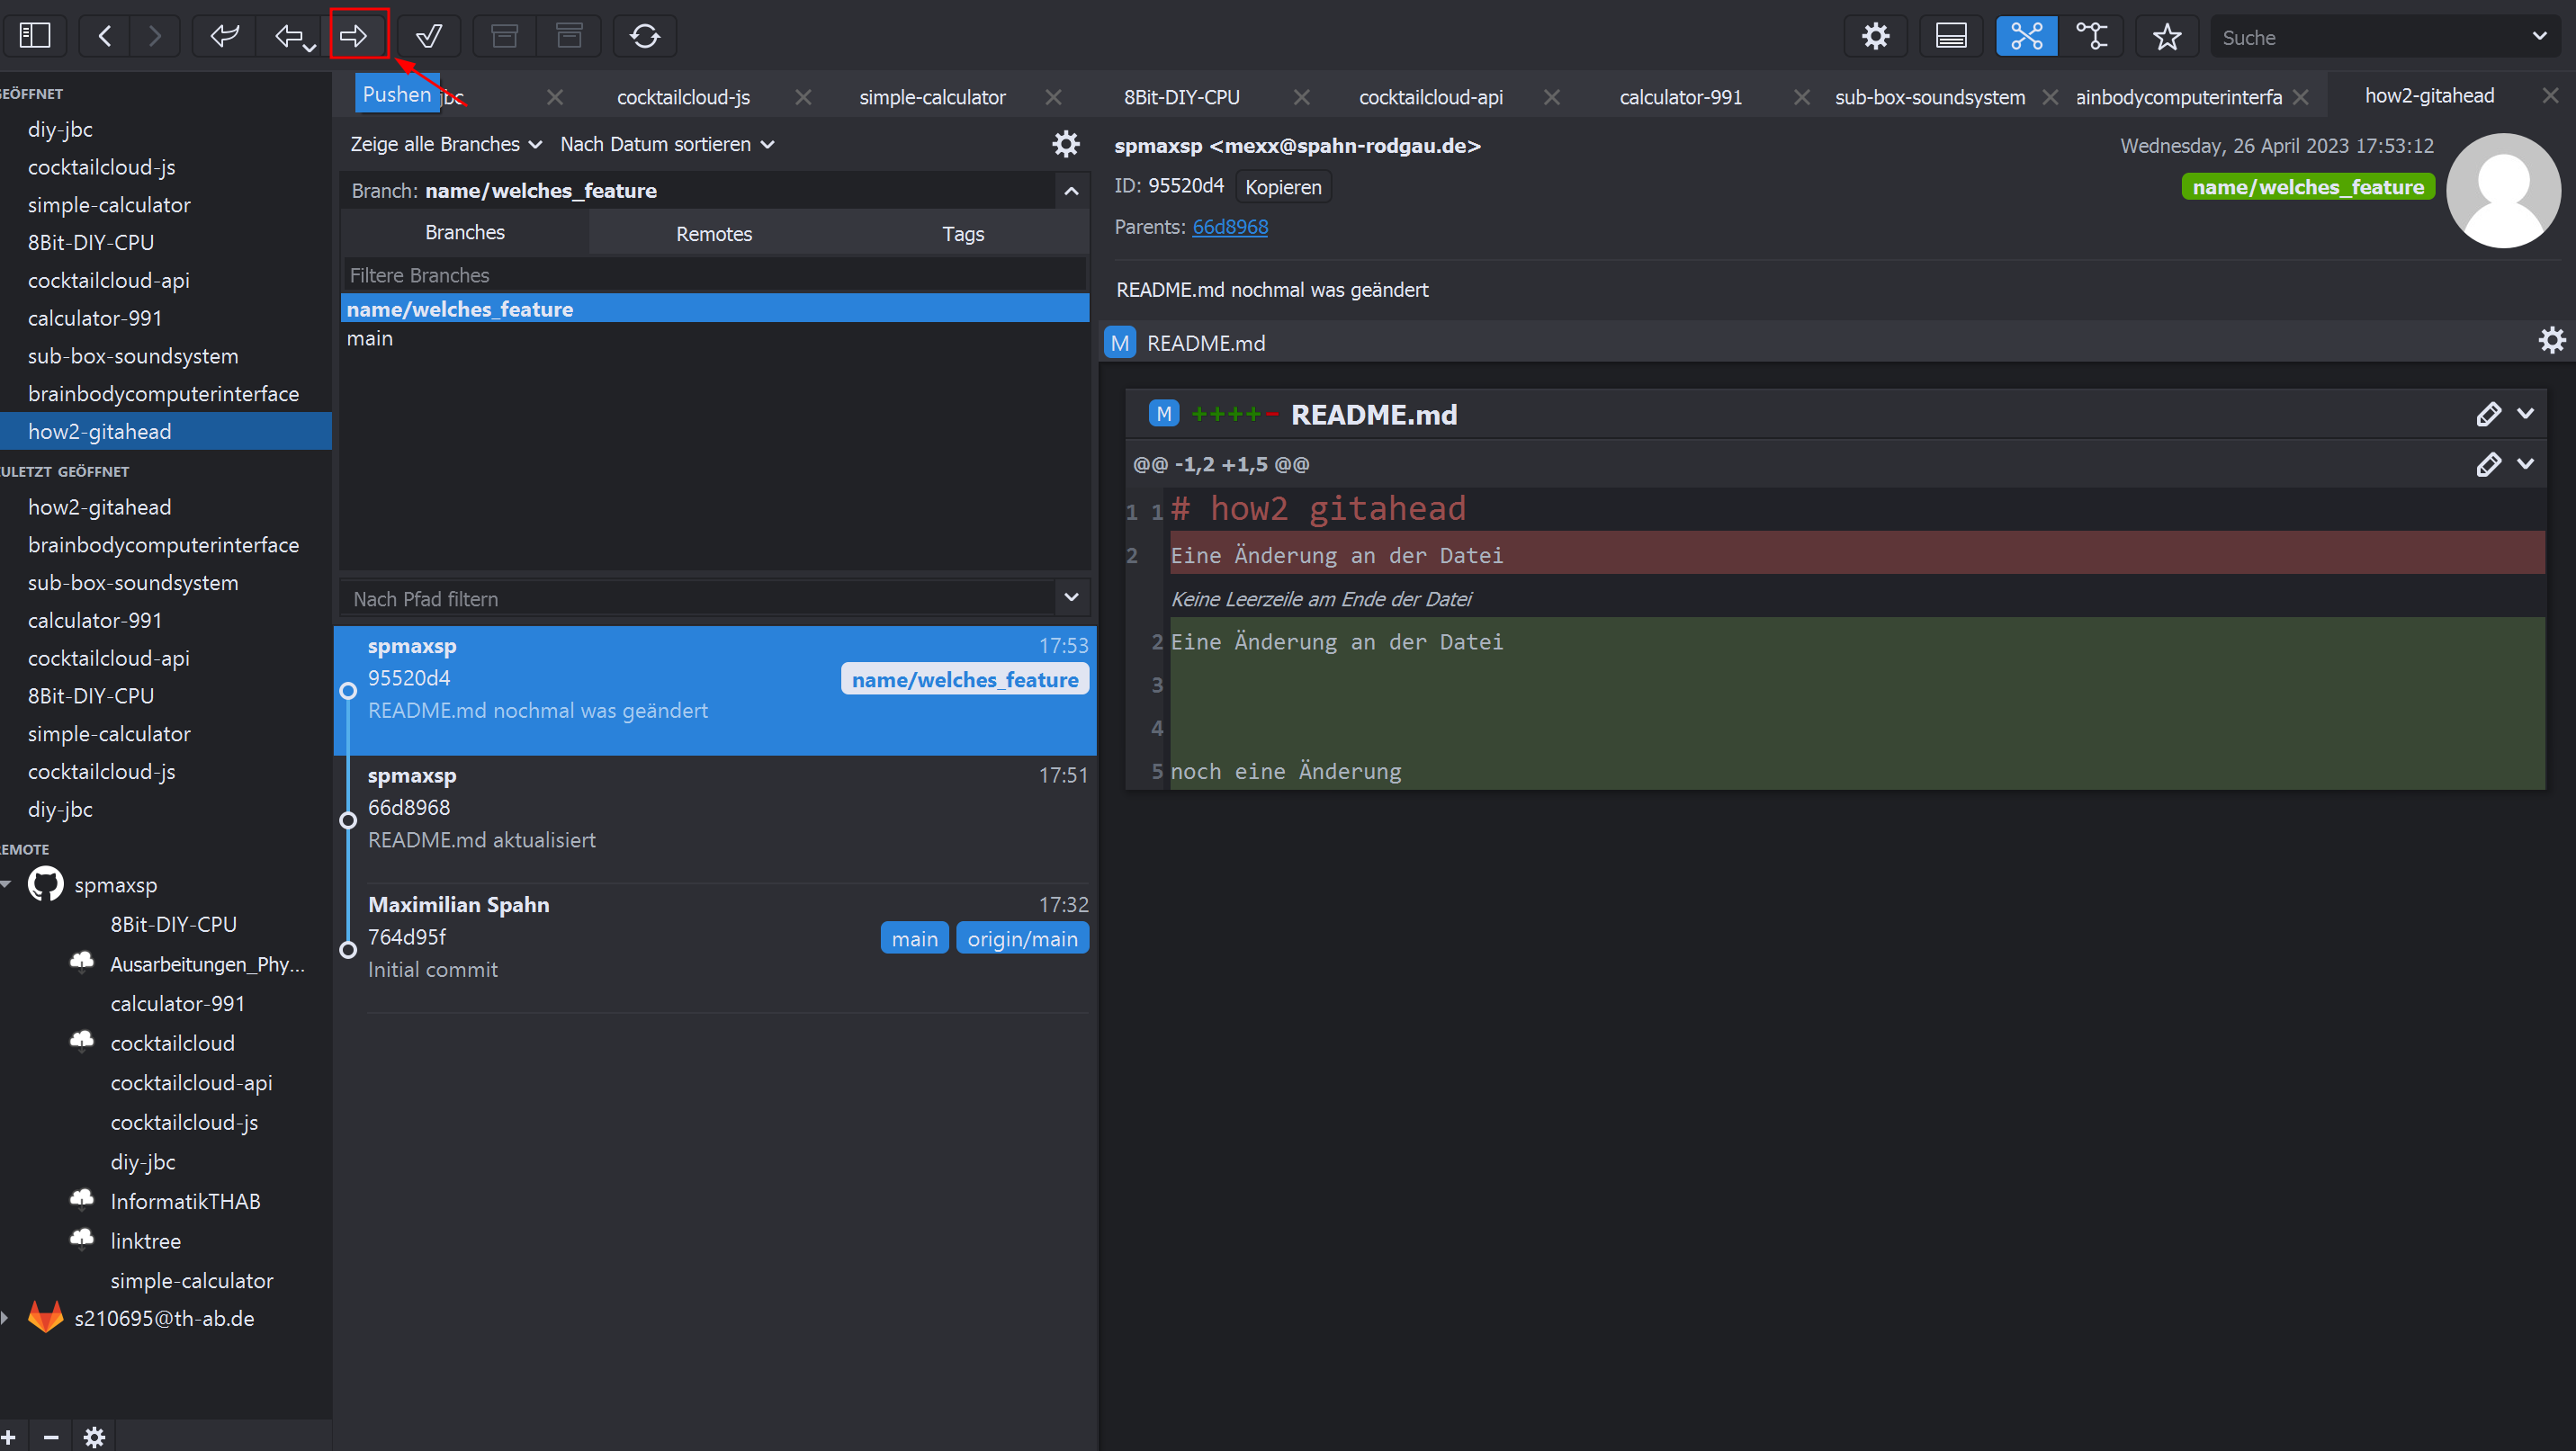 Suche
Pushen
jbc
cocktailcloud-js
simple-calculator
8Bit-DIY-CPU
cocktailcloud-api
calculator-991
sub-box-soundsystem
ainbodycomputerinterfa
how2-gitahead
GEÖFFNET
diy-jbc
cocktailcloud-js
simple-calculator
8Bit-DIY-CPU
cocktailcloud-api
calculator-991
sub-box-soundsystem
brainbodycomputerinterface
how2-gitahead
ULETZT GEÖFFNET
how2-gitahead
brainbodycomputerinterface
sub-box-soundsystem
calculator-991
cocktailcloud-api
8Bit-DIY-CPU
simple-calculator
cocktailcloud-js
diy-jbc
EMOTE
spmaxsp
8Bit-DIY-CPU
Ausarbeitungen_Phy...
calculator-991
cocktailcloud
cocktailcloud-api
cocktailcloud-js
diy-jbc
InformatikTHAB
linktree
simple-calculator
s210695@th-ab.de
Zeige alle Branches
Nach Datum sortieren
Branch: name/welches_feature
Branches
Remotes
Tags
Filtere Branches
name/welches_feature
main
Nach Pfad filtern
spmaxsp
17:53
95520d4
name/welches_feature
README.md nochmal was geändert
spmaxsp
17:51
66d8968
README.md aktualisiert
Maximilian Spahn
17:32
764d95f
main
origin/main
Initial commit
spmaxsp <mexx@spahn-rodgau.de>
Wednesday, 26 April 2023 17:53:12
ID: 95520d4
Kopieren
name/welches_feature
Parents: 66d8968
README.md nochmal was geändert
M README.md
M ++++- README.md
@@ -1,2 +1,5 @@
1 1 # how2 gitahead
2 Eine Änderung an der Datei
Keine Leerzeile am Ende der Datei
2 Eine Änderung an der Datei
3
4
5 noch eine Änderung